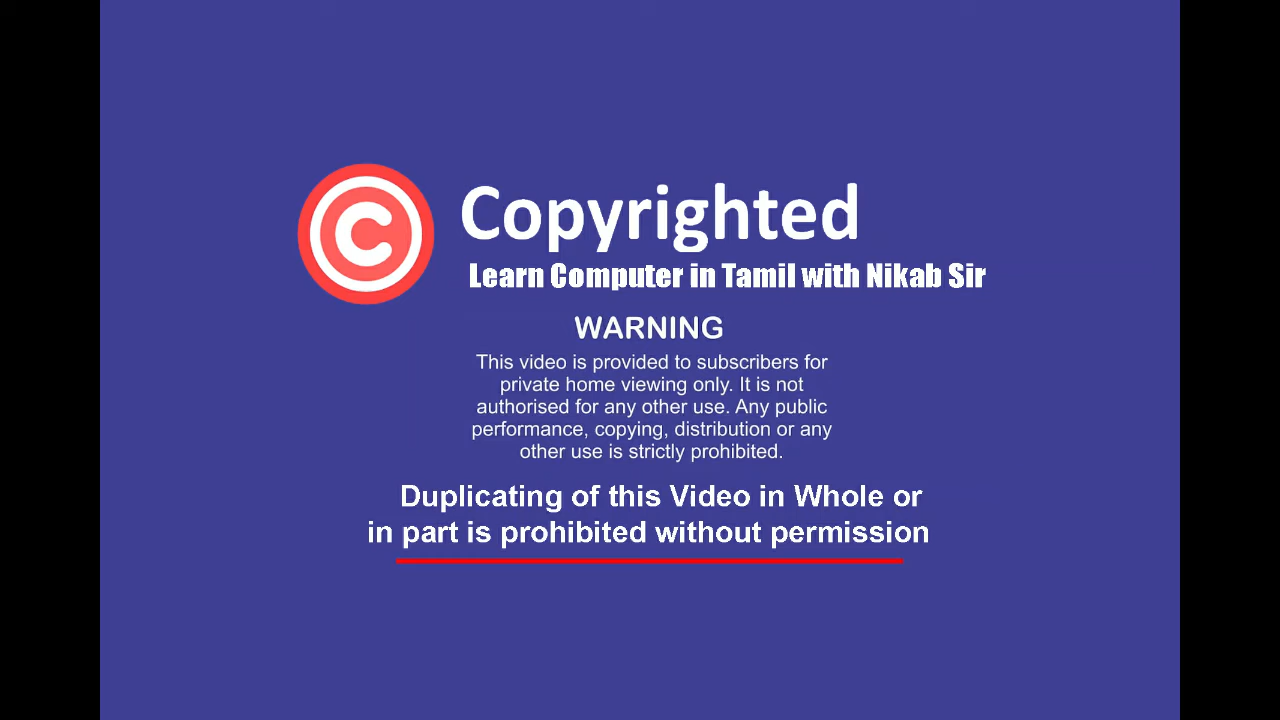 Copyrighted
Learn Computer in Tamil with Nikab Sir
WARNING
This video is provided to subscribers for
private home viewing only. It is not
authorised for any other use. Any public
performance, copying, distribution or any
other use is strictly prohibited.
Duplicating of this Video in Whole or
in part is prohibited without permission